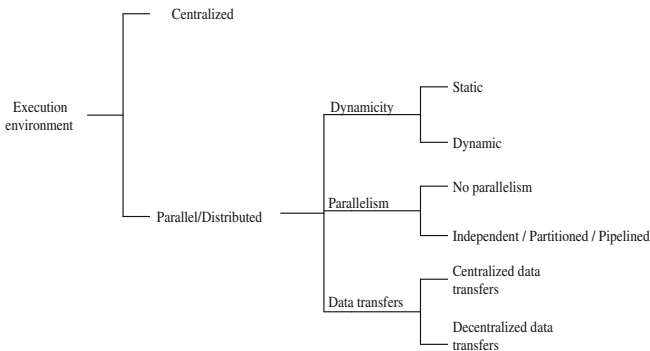 Centralized
Execution
environment
Parallel/Distributed
Dynamicity
Static
Dynamic
Parallelism
No parallelism
Independent / Partitioned / Pipelined
Data transfers
Centralized data
transfers
Decentralized data
transfers